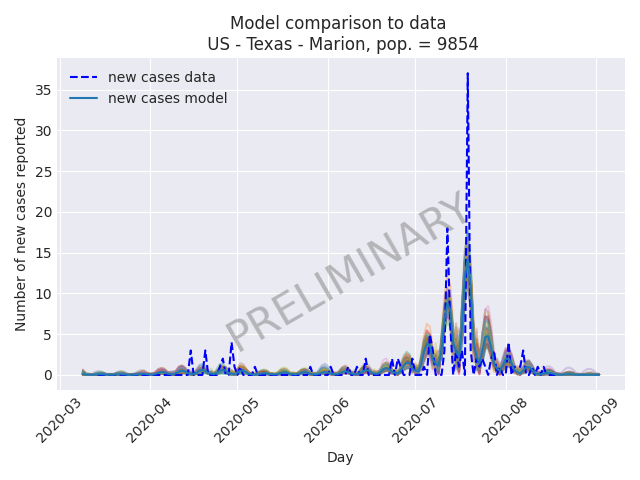 Model comparison to data
US - Texas - Marion, pop. = 9854
new cases data
new cases model
Number of new cases reported
35
30
25
20
15
10
5
0
PRELIMINARY
2020-03
2020-04
2020-05
2020-06
2020-07
2020-08
2020-09
Day